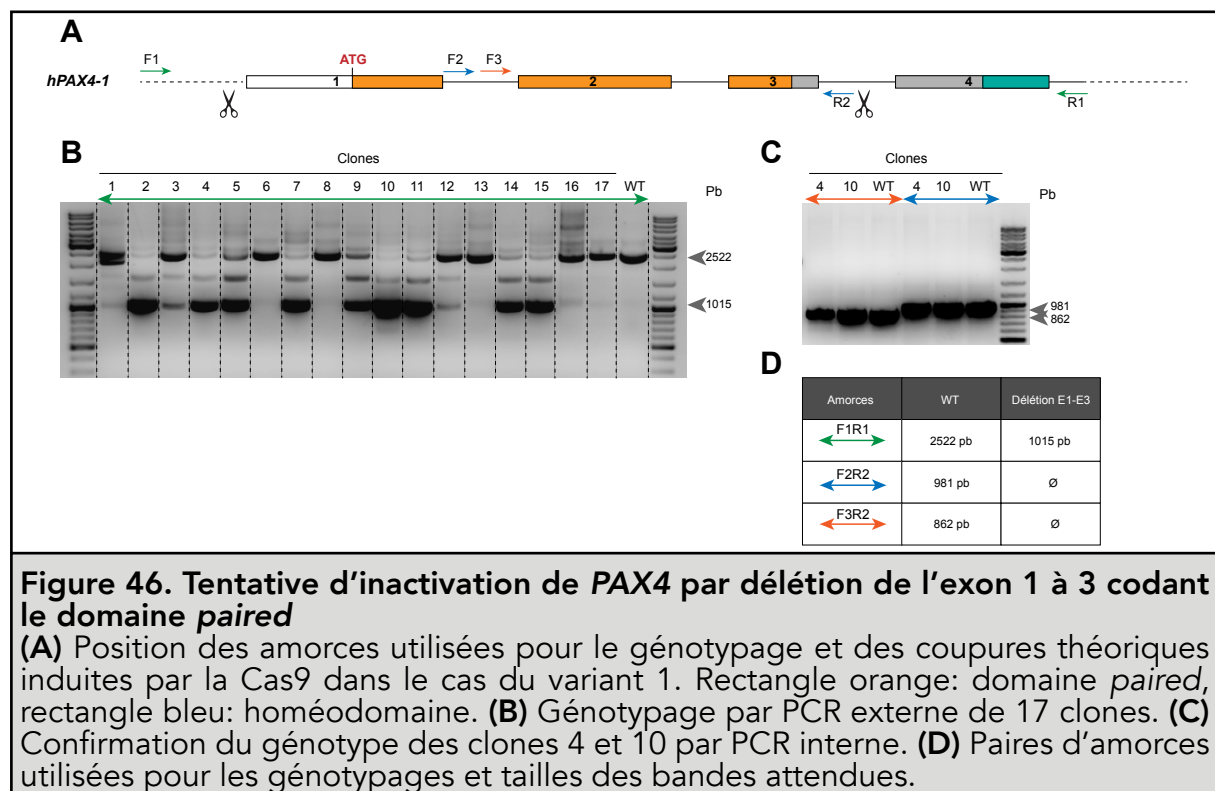 A
F1
ATG
F2
F3
hPAX4-1
1
2
3
4
R2
R1
B
Clones
1 2 3 4 5 6 7 8 9 10 11 12 13 14 15 16 17 WT
Pb
2522
1015
C
Clones
4 10 WT 4 10 WT
Pb
981
862
D
Amorces WT Délétion E1-E3
F1R1 2522 pb 1015 pb
F2R2 981 pb Ø
F3R2 862 pb Ø
Figure 46. Tentative d'inactivation de PAX4 par délétion de l'exon 1 à 3 codant
le domaine paired
(A) Position des amorces utilisées pour le génotypage et des coupures théoriques
induites par la Cas9 dans le cas du variant 1. Rectangle orange: domaine paired,
rectangle bleu: homéodomaine. (B) Génotypage par PCR externe de 17 clones. (C)
Confirmation du génotype des clones 4 et 10 par PCR interne. (D) Paires d'amorces
utilisées pour les génotypages et tailles des bandes attendues.